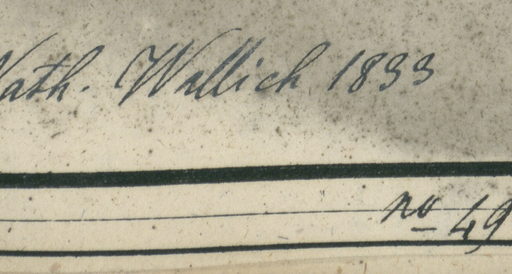 Nath. Wallich 1833
no 49